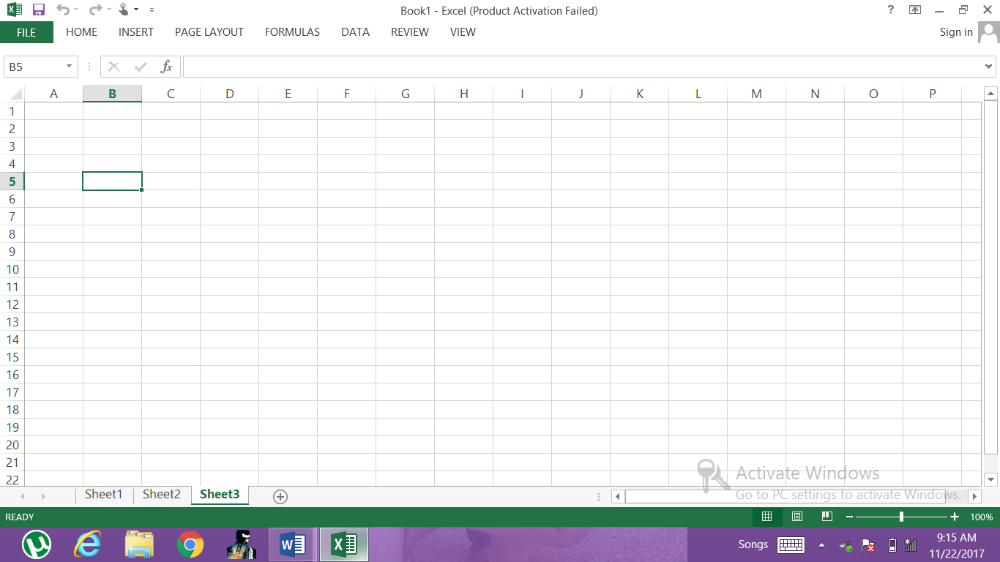 Book1 - Excel (Product Activation Failed)
?
FILE HOME INSERT PAGE LAYOUT FORMULAS DATA REVIEW VIEW Sign in
B5 fx
A B C D E F G H I J K L M N O P
1
2
3
4
5
6
7
8
9
10
11
12
13
14
15
16
17
18
19
20
21
22
Activate Windows
Go to PC settings to activate Windows.
Sheet1 Sheet2 Sheet3
READY 100%
Songs 9:15 AM
11/22/2017